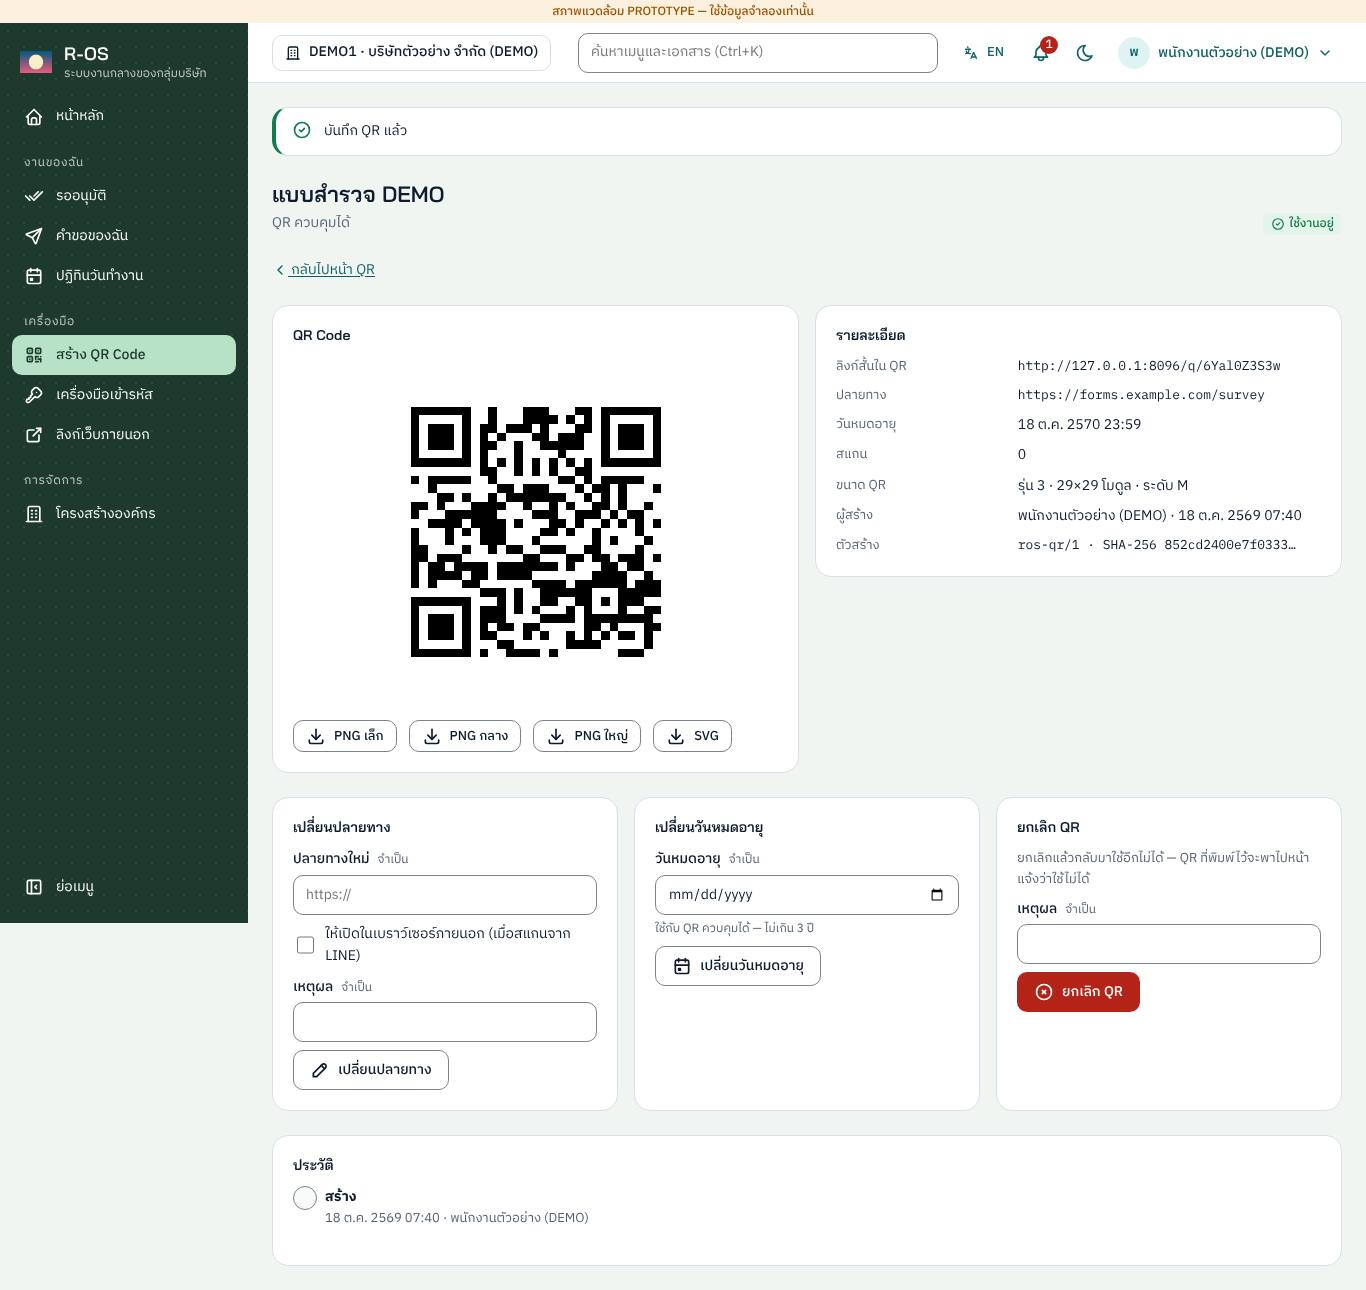 สภาพแวดล้อม PROTOTYPE — ใช้ข้อมูลจำลองเท่านั้น
R-OS
ระบบงานกลางของกลุ่มบริษัท
หน้าหลัก
งานของฉัน
รออนุมัติ
คำขอของฉัน
ปฏิทินวันทำงาน
เครื่องมือ
สร้าง QR Code
เครื่องมือเข้ารหัส
ลิงก์เว็บภายนอก
การจัดการ
โครงสร้างองค์กร
ย่อเมนู
DEMO1 · บริษัทตัวอย่าง จำกัด (DEMO)
ค้นหาเมนูและเอกสาร (Ctrl+K)
EN
1
พ
พนักงานตัวอย่าง (DEMO)
บันทึก QR แล้ว
แบบสำรวจ DEMO
QR ควบคุมได้
ใช้งานอยู่
กลับไปหน้า QR
QR Code
PNG เล็ก
PNG กลาง
PNG ใหญ่
SVG
รายละเอียด
ลิงก์สั้นใน QR http://127.0.0.1:8096/q/6Yal0Z3S3w
ปลายทาง https://forms.example.com/survey
วันหมดอายุ 18 ต.ค. 2570 23:59
สแกน 0
ขนาด QR รุ่น 3 · 29×29 โมดูล · ระดับ M
ผู้สร้าง พนักงานตัวอย่าง (DEMO) · 18 ต.ค. 2569 07:40
ตัวสร้าง ros-qr/1 · SHA-256 852cd2400e7f0333…
เปลี่ยนปลายทาง
ปลายทางใหม่ จำเป็น
https://
ให้เปิดในเบราว์เซอร์ภายนอก (เมื่อสแกนจาก
LINE)
เหตุผล จำเป็น
เปลี่ยนปลายทาง
เปลี่ยนวันหมดอายุ
วันหมดอายุ จำเป็น
mm/dd/yyyy
ใช้กับ QR ควบคุมได้ — ไม่เกิน 3 ปี
เปลี่ยนวันหมดอายุ
ยกเลิก QR
ยกเลิกแล้วกลับมาใช้อีกไม่ได้ — QR ที่พิมพ์ไว้จะพาไปหน้า
แจ้งว่าใช้ไม่ได้
เหตุผล จำเป็น
ยกเลิก QR
ประวัติ
สร้าง
18 ต.ค. 2569 07:40 · พนักงานตัวอย่าง (DEMO)